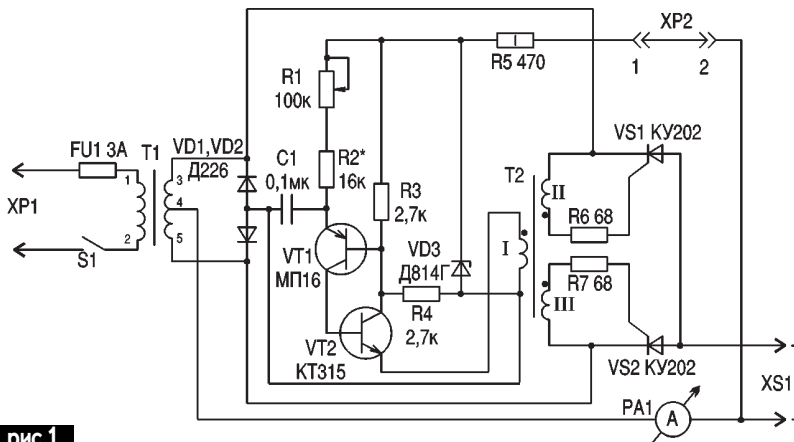 XP2
R5 470
1
2
R1
100к
VS1 КУ202
FU1 3A
T1
VD1,VD2
Д226
C1
0,1мк
R2*
16к
T2
1
3
II
R3
2,7к
R6 68
XP1
4
VT1
МП16
VD3
Д814Г
I
2
5
R7 68
S1
R4
2,7к
III
VT2
КТ315
VS2 КУ202
XS1
PA1
A
рис 1